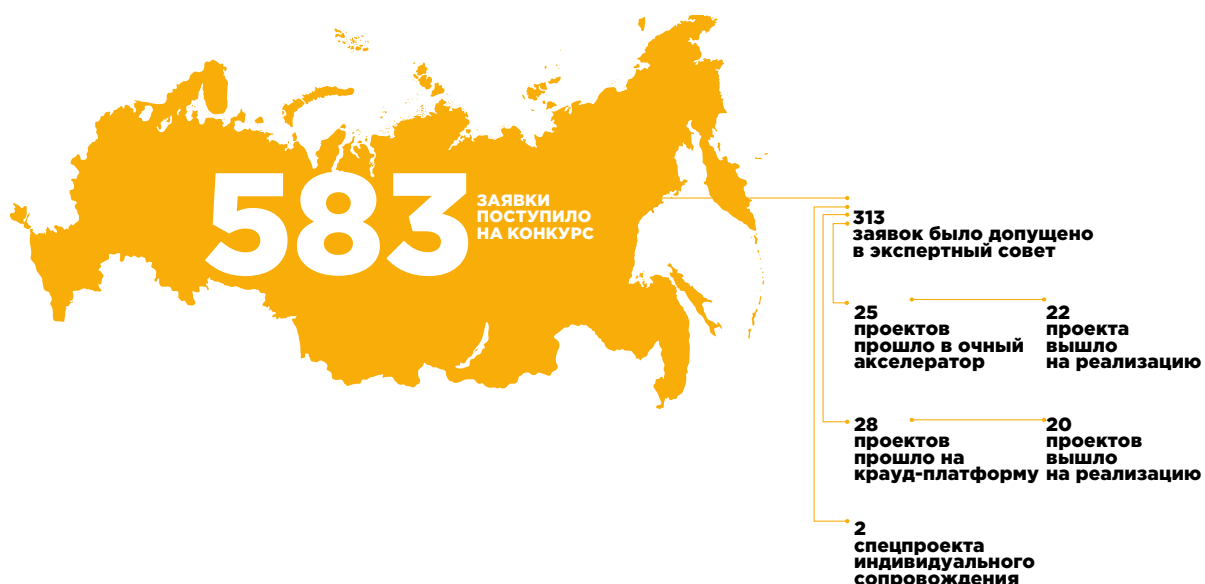 583
ЗАЯВКИ
ПОСТУПИЛО
НА КОНКУРС
313
заявок было допущено
в экспертный совет
25
проектов
прошло в очный
акселератор
22
проекта
вышло
на реализацию
28
проектов
прошло на
крауд-платформу
20
проектов
вышло
на реализацию
2
спецпроекта
индивидуального
сопровождения